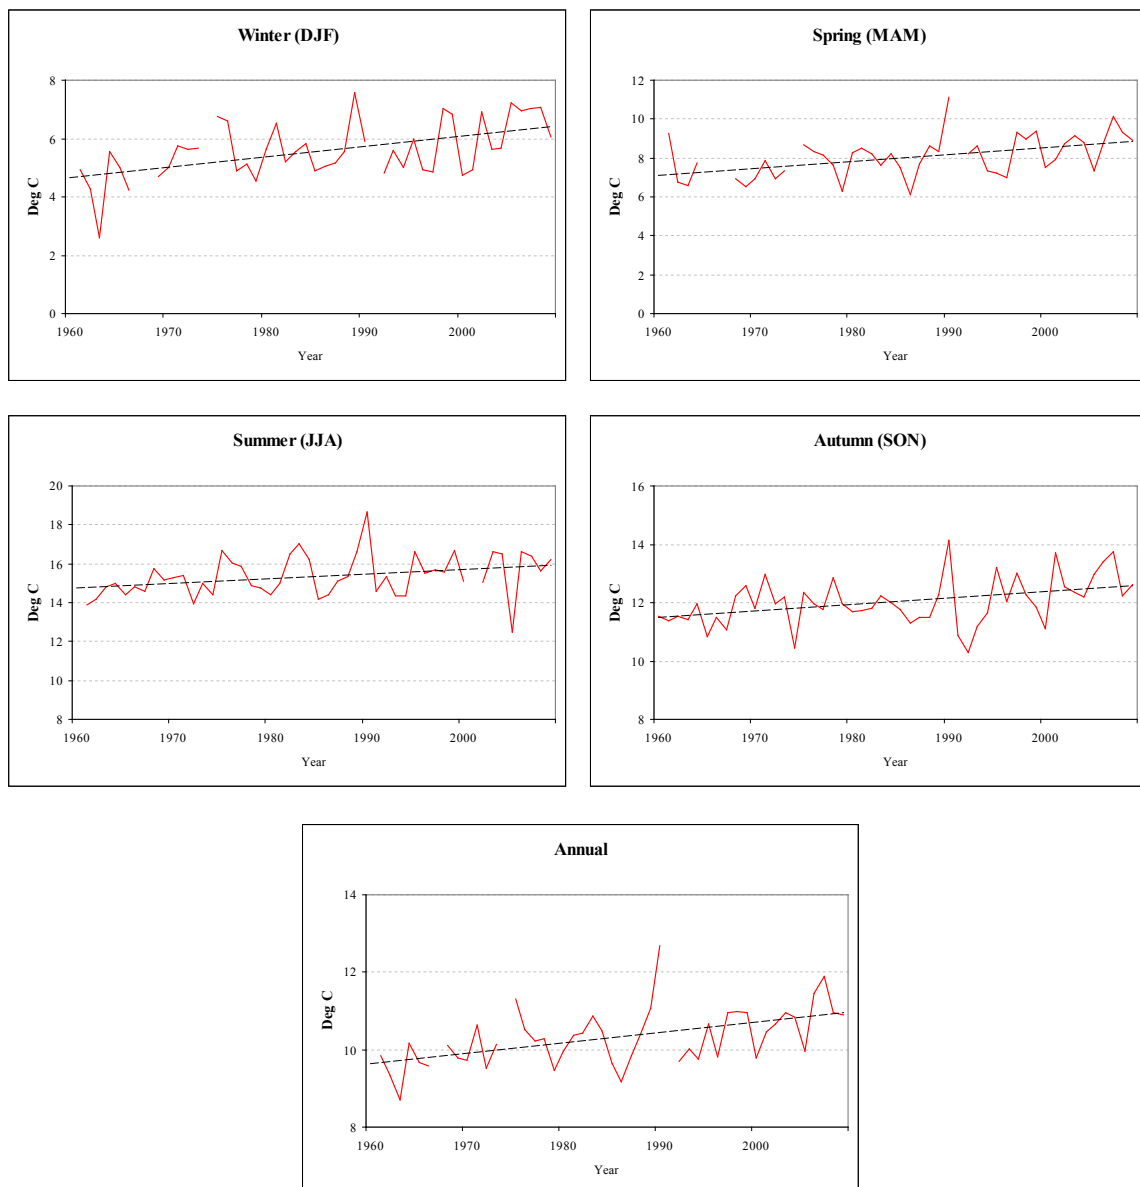 Winter (DJF)
8
6
4
2
0
Deg C
1960 1970 1980 1990 2000
Year
Spring (MAM)
12
10
8
6
4
2
0
Deg C
1960 1970 1980 1990 2000
Year
Summer (JJA)
20
18
16
14
12
10
8
Deg C
1960 1970 1980 1990 2000
Year
Autumn (SON)
16
14
12
10
8
Deg C
1960 1970 1980 1990 2000
Year
Annual
14
12
10
8
Deg C
1960 1970 1980 1990 2000
Year